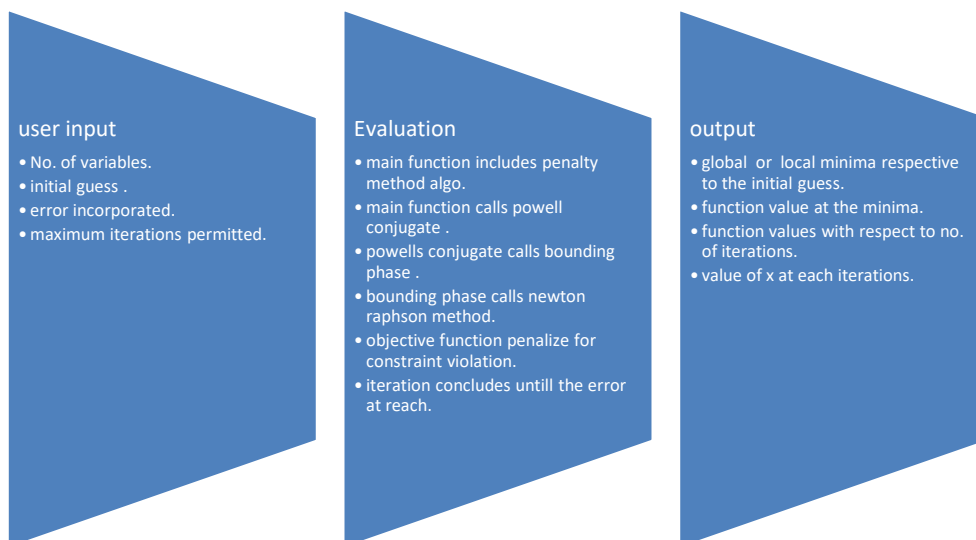 user input
• No. of variables.
• initial guess .
• error incorporated.
• maximum iterations permitted.
Evaluation
• main function includes penalty
method algo.
• main function calls powell
conjugate .
• powells conjugate calls bounding
phase .
• bounding phase calls newton
raphson method.
• objective function penalize for
constraint violation.
• iteration concludes untill the error
at reach.
output
• global or local minima respective
to the initial guess.
• function value at the minima.
• function values with respect to no.
of iterations.
• value of x at each iterations.